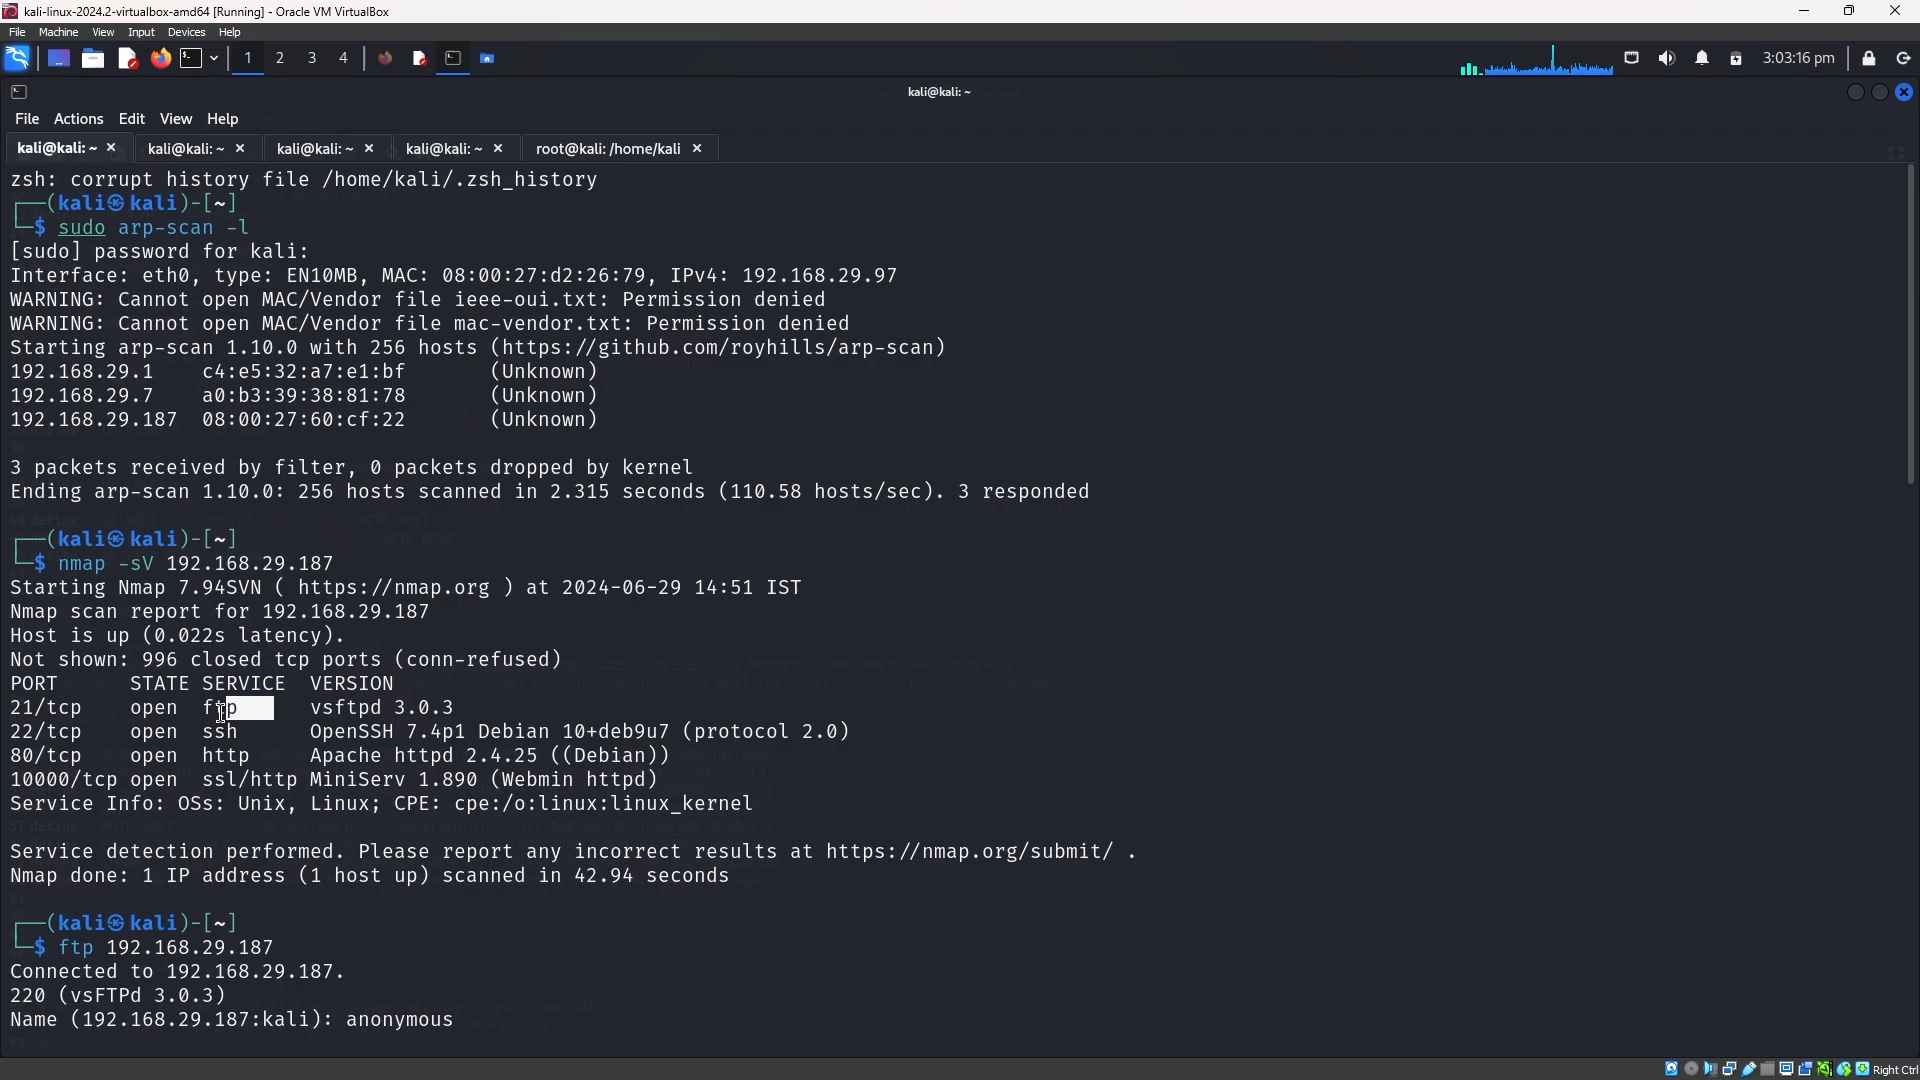 kali-linux-2024.2-virtualbox-amd64 [Running] - Oracle VM VirtualBox
File Machine View Input Devices Help
1 2 3 4 3:03:16 pm
kali@kali: ~
File Actions Edit View Help
kali@kali: ~ × kali@kali: ~ × kali@kali: ~ × kali@kali: ~ × root@kali: /home/kali ×
zsh: corrupt history file /home/kali/.zsh_history
┌──(kali㉿kali)-[~]
└─$ sudo arp-scan -l
[sudo] password for kali:
Interface: eth0, type: EN10MB, MAC: 08:00:27:d2:26:79, IPv4: 192.168.29.97
WARNING: Cannot open MAC/Vendor file ieee-oui.txt: Permission denied
WARNING: Cannot open MAC/Vendor file mac-vendor.txt: Permission denied
Starting arp-scan 1.10.0 with 256 hosts (https://github.com/royhills/arp-scan)
192.168.29.1 c4:e5:32:a7:e1:bf (Unknown)
192.168.29.7 a0:b3:39:38:81:78 (Unknown)
192.168.29.187 08:00:27:60:cf:22 (Unknown)
3 packets received by filter, 0 packets dropped by kernel
Ending arp-scan 1.10.0: 256 hosts scanned in 2.315 seconds (110.58 hosts/sec). 3 responded
┌──(kali㉿kali)-[~]
└─$ nmap -sV 192.168.29.187
Starting Nmap 7.94SVN ( https://nmap.org ) at 2024-06-29 14:51 IST
Nmap scan report for 192.168.29.187
Host is up (0.022s latency).
Not shown: 996 closed tcp ports (conn-refused)
PORT STATE SERVICE VERSION
21/tcp open ftp vsftpd 3.0.3
22/tcp open ssh OpenSSH 7.4p1 Debian 10+deb9u7 (protocol 2.0)
80/tcp open http Apache httpd 2.4.25 ((Debian))
10000/tcp open ssl/http MiniServ 1.890 (Webmin httpd)
Service Info: OSs: Unix, Linux; CPE: cpe:/o:linux:linux_kernel
Service detection performed. Please report any incorrect results at https://nmap.org/submit/ .
Nmap done: 1 IP address (1 host up) scanned in 42.94 seconds
┌──(kali㉿kali)-[~]
└─$ ftp 192.168.29.187
Connected to 192.168.29.187.
220 (vsFTPd 3.0.3)
Name (192.168.29.187:kali): anonymous
Right Ctrl